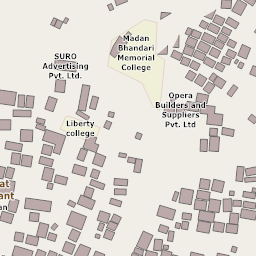 Madan
Bhandari
Memorial
College
SURO
Advertising
Pvt. Ltd.
Opera
Builders and
Suppliers
Pvt. Ltd
Liberty
college